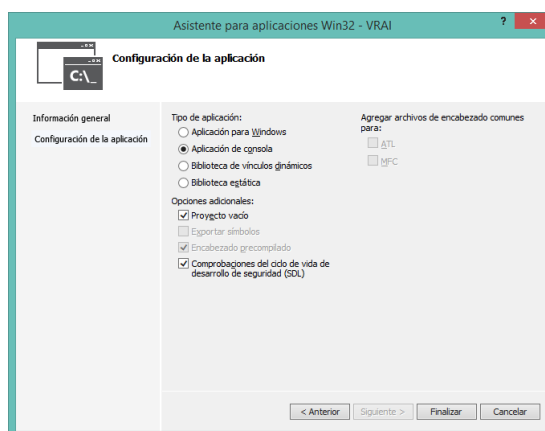 Asistente para aplicaciones Win32 - VRAI
?
C:\_
Configuración de la aplicación
Información general
Configuración de la aplicación
Tipo de aplicación:
Aplicación para Windows
Aplicación de consola
Biblioteca de vínculos dinámicos
Biblioteca estática
Opciones adicionales:
Proyecto vacío
Exportar símbolos
Encabezado precompilado
Comprobaciones del ciclo de vida de
desarrollo de seguridad (SDL)
Agregar archivos de encabezado comunes
para:
ATL
MFC
< Anterior
Siguiente >
Finalizar
Cancelar